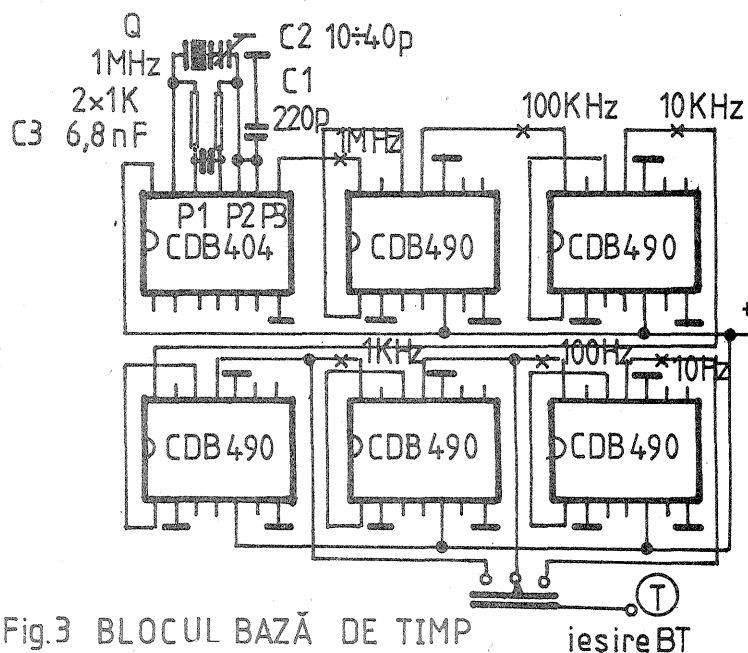 Q
1MHz
C2 10÷40p
C1
220p
2×1K
C3 6,8nF
1MHz
100KHz
10KHz
P1 P2 P3
CDB404
CDB490
CDB490
+
1KHz
100Hz
10Hz
CDB490
CDB490
CDB490
T
iesire BT
Fig.3 BLOCUL BAZĂ DE TIMP